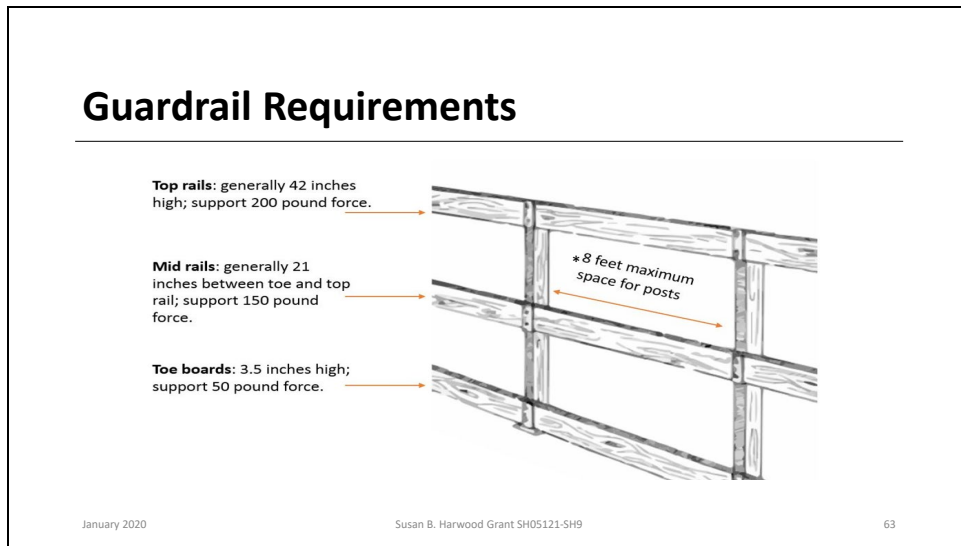 Guardrail Requirements
Top rails: generally 42 inches
high; support 200 pound force.
Mid rails: generally 21
inches between toe and top
rail; support 150 pound
force.
Toe boards: 3.5 inches high;
support 50 pound force.
*8 feet maximum
space for posts
January 2020
Susan B. Harwood Grant SH05121-SH9
63